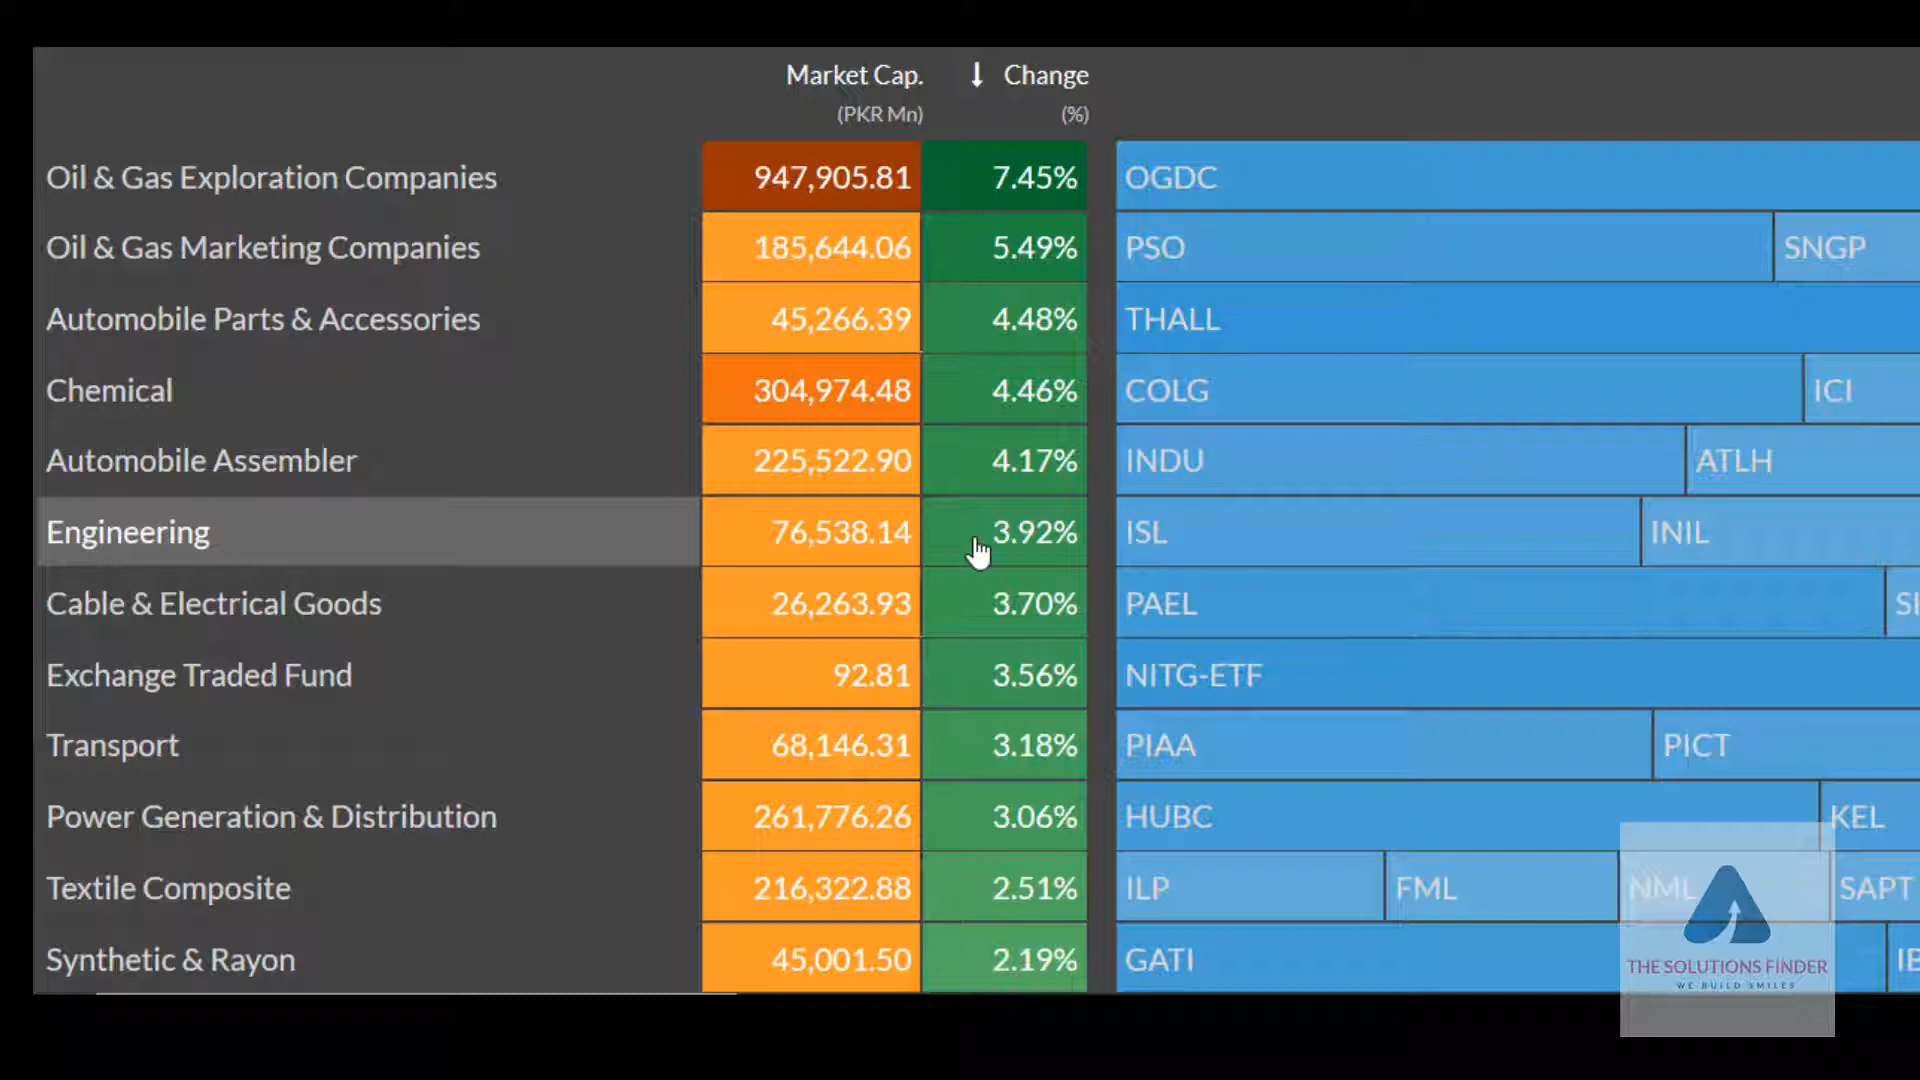 Market Cap. ↓ Change
(PKR Mn) (%)
Oil & Gas Exploration Companies 947,905.81 7.45% OGDC
Oil & Gas Marketing Companies 185,644.06 5.49% PSO SNGP
Automobile Parts & Accessories 45,266.39 4.48% THALL
Chemical 304,974.48 4.46% COLG ICI
Automobile Assembler 225,522.90 4.17% INDU ATLH
Engineering 76,538.14 3.92% ISL INIL
Cable & Electrical Goods 26,263.93 3.70% PAEL
Exchange Traded Fund 92.81 3.56% NITG-ETF
Transport 68,146.31 3.18% PIAA PICT
Power Generation & Distribution 261,776.26 3.06% HUBC KEL
Textile Composite 216,322.88 2.51% ILP FML NML SAPT
Synthetic & Rayon 45,001.50 2.19% GATI
THE SOLUTIONS FINDER
WE BUILD SMILES